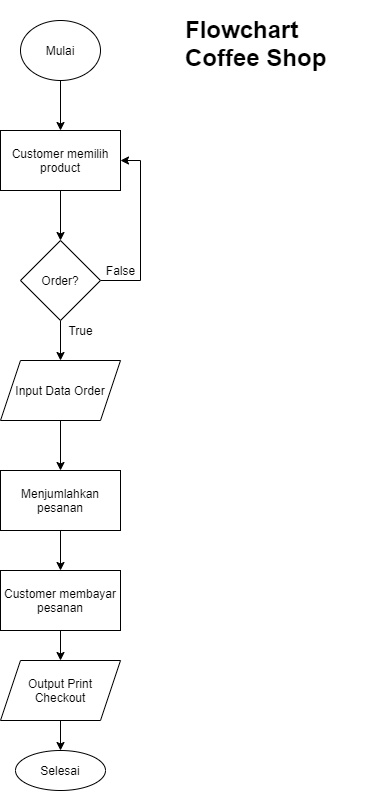 Flowchart
Coffee Shop
Mulai
Customer memilih
product
Order?
False
True
Input Data Order
Menjumlahkan
pesanan
Customer membayar
pesanan
Output Print
Checkout
Selesai